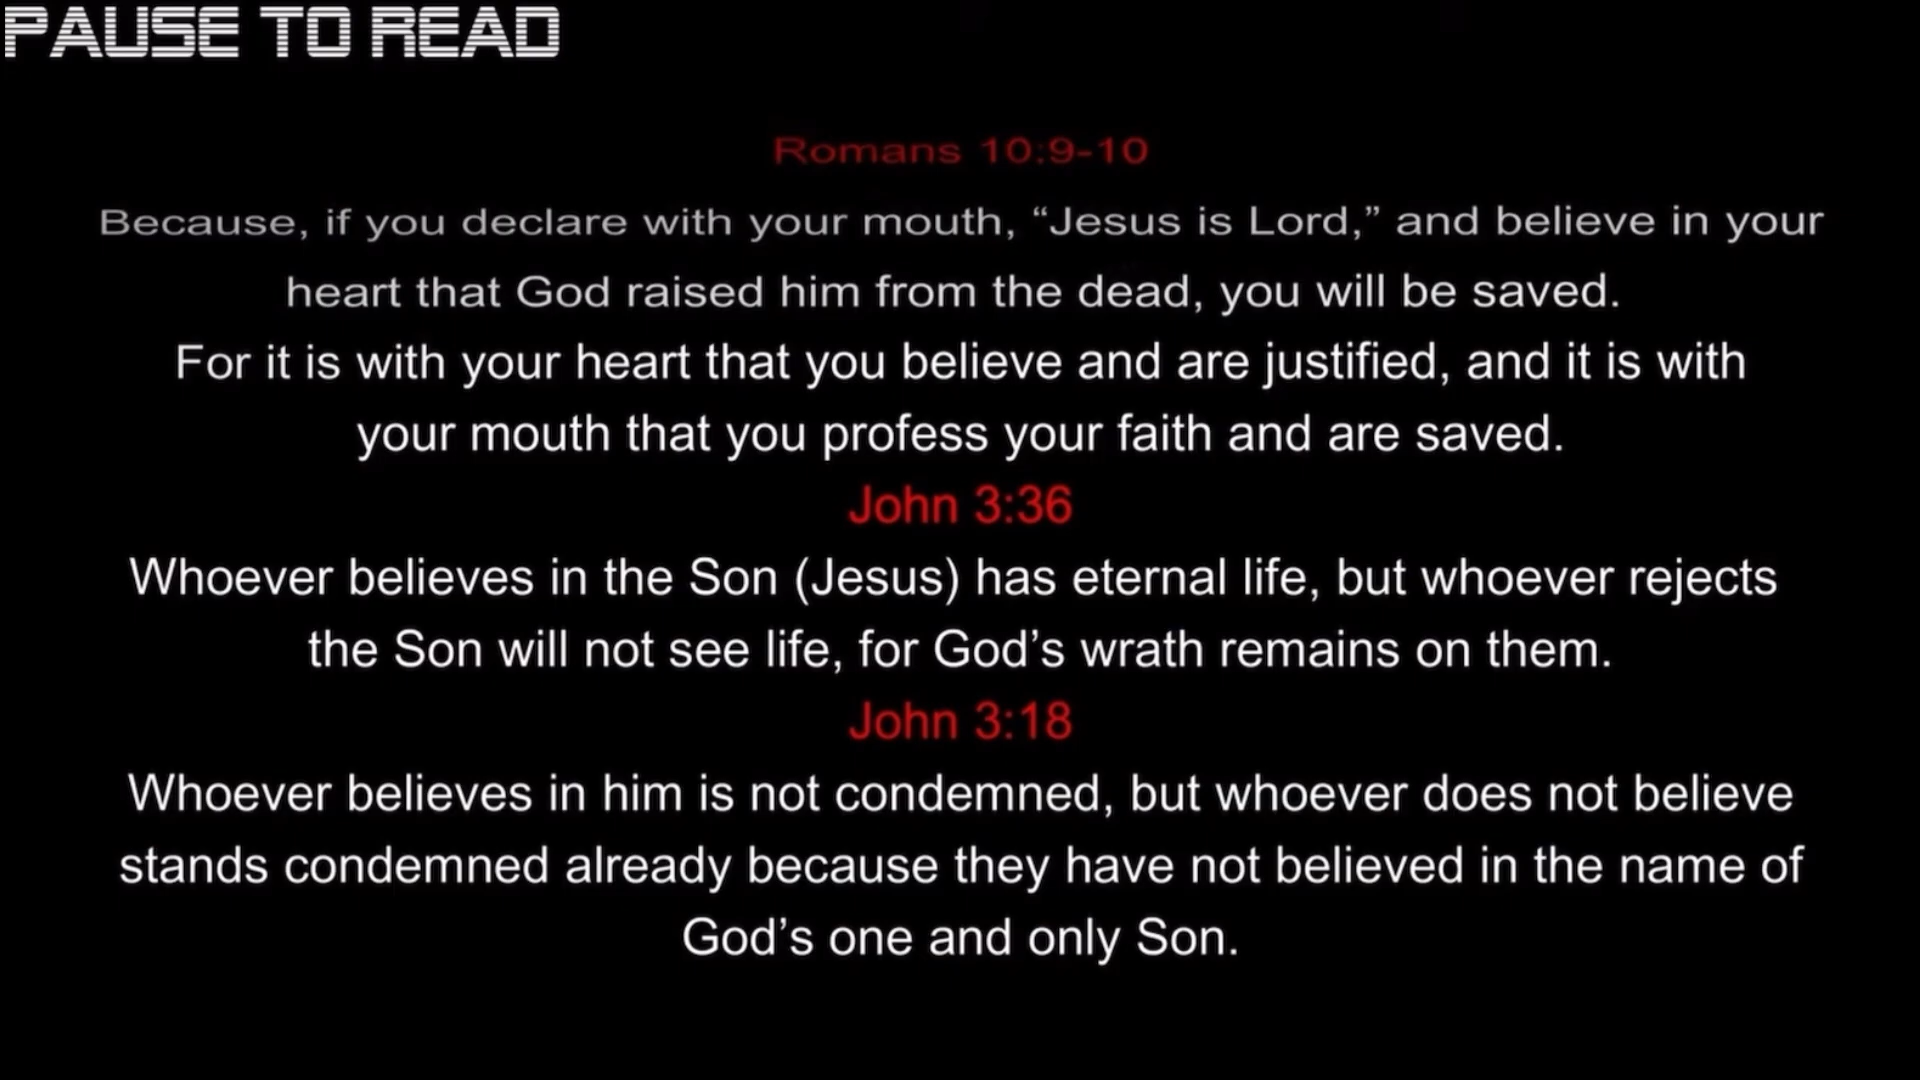 PAUSE TO READ
Romans 10:9-10
Because, if you declare with your mouth, “Jesus is Lord,” and believe in your
heart that God raised him from the dead, you will be saved.
For it is with your heart that you believe and are justified, and it is with
your mouth that you profess your faith and are saved.
John 3:36
Whoever believes in the Son (Jesus) has eternal life, but whoever rejects
the Son will not see life, for God’s wrath remains on them.
John 3:18
Whoever believes in him is not condemned, but whoever does not believe
stands condemned already because they have not believed in the name of
God’s one and only Son.